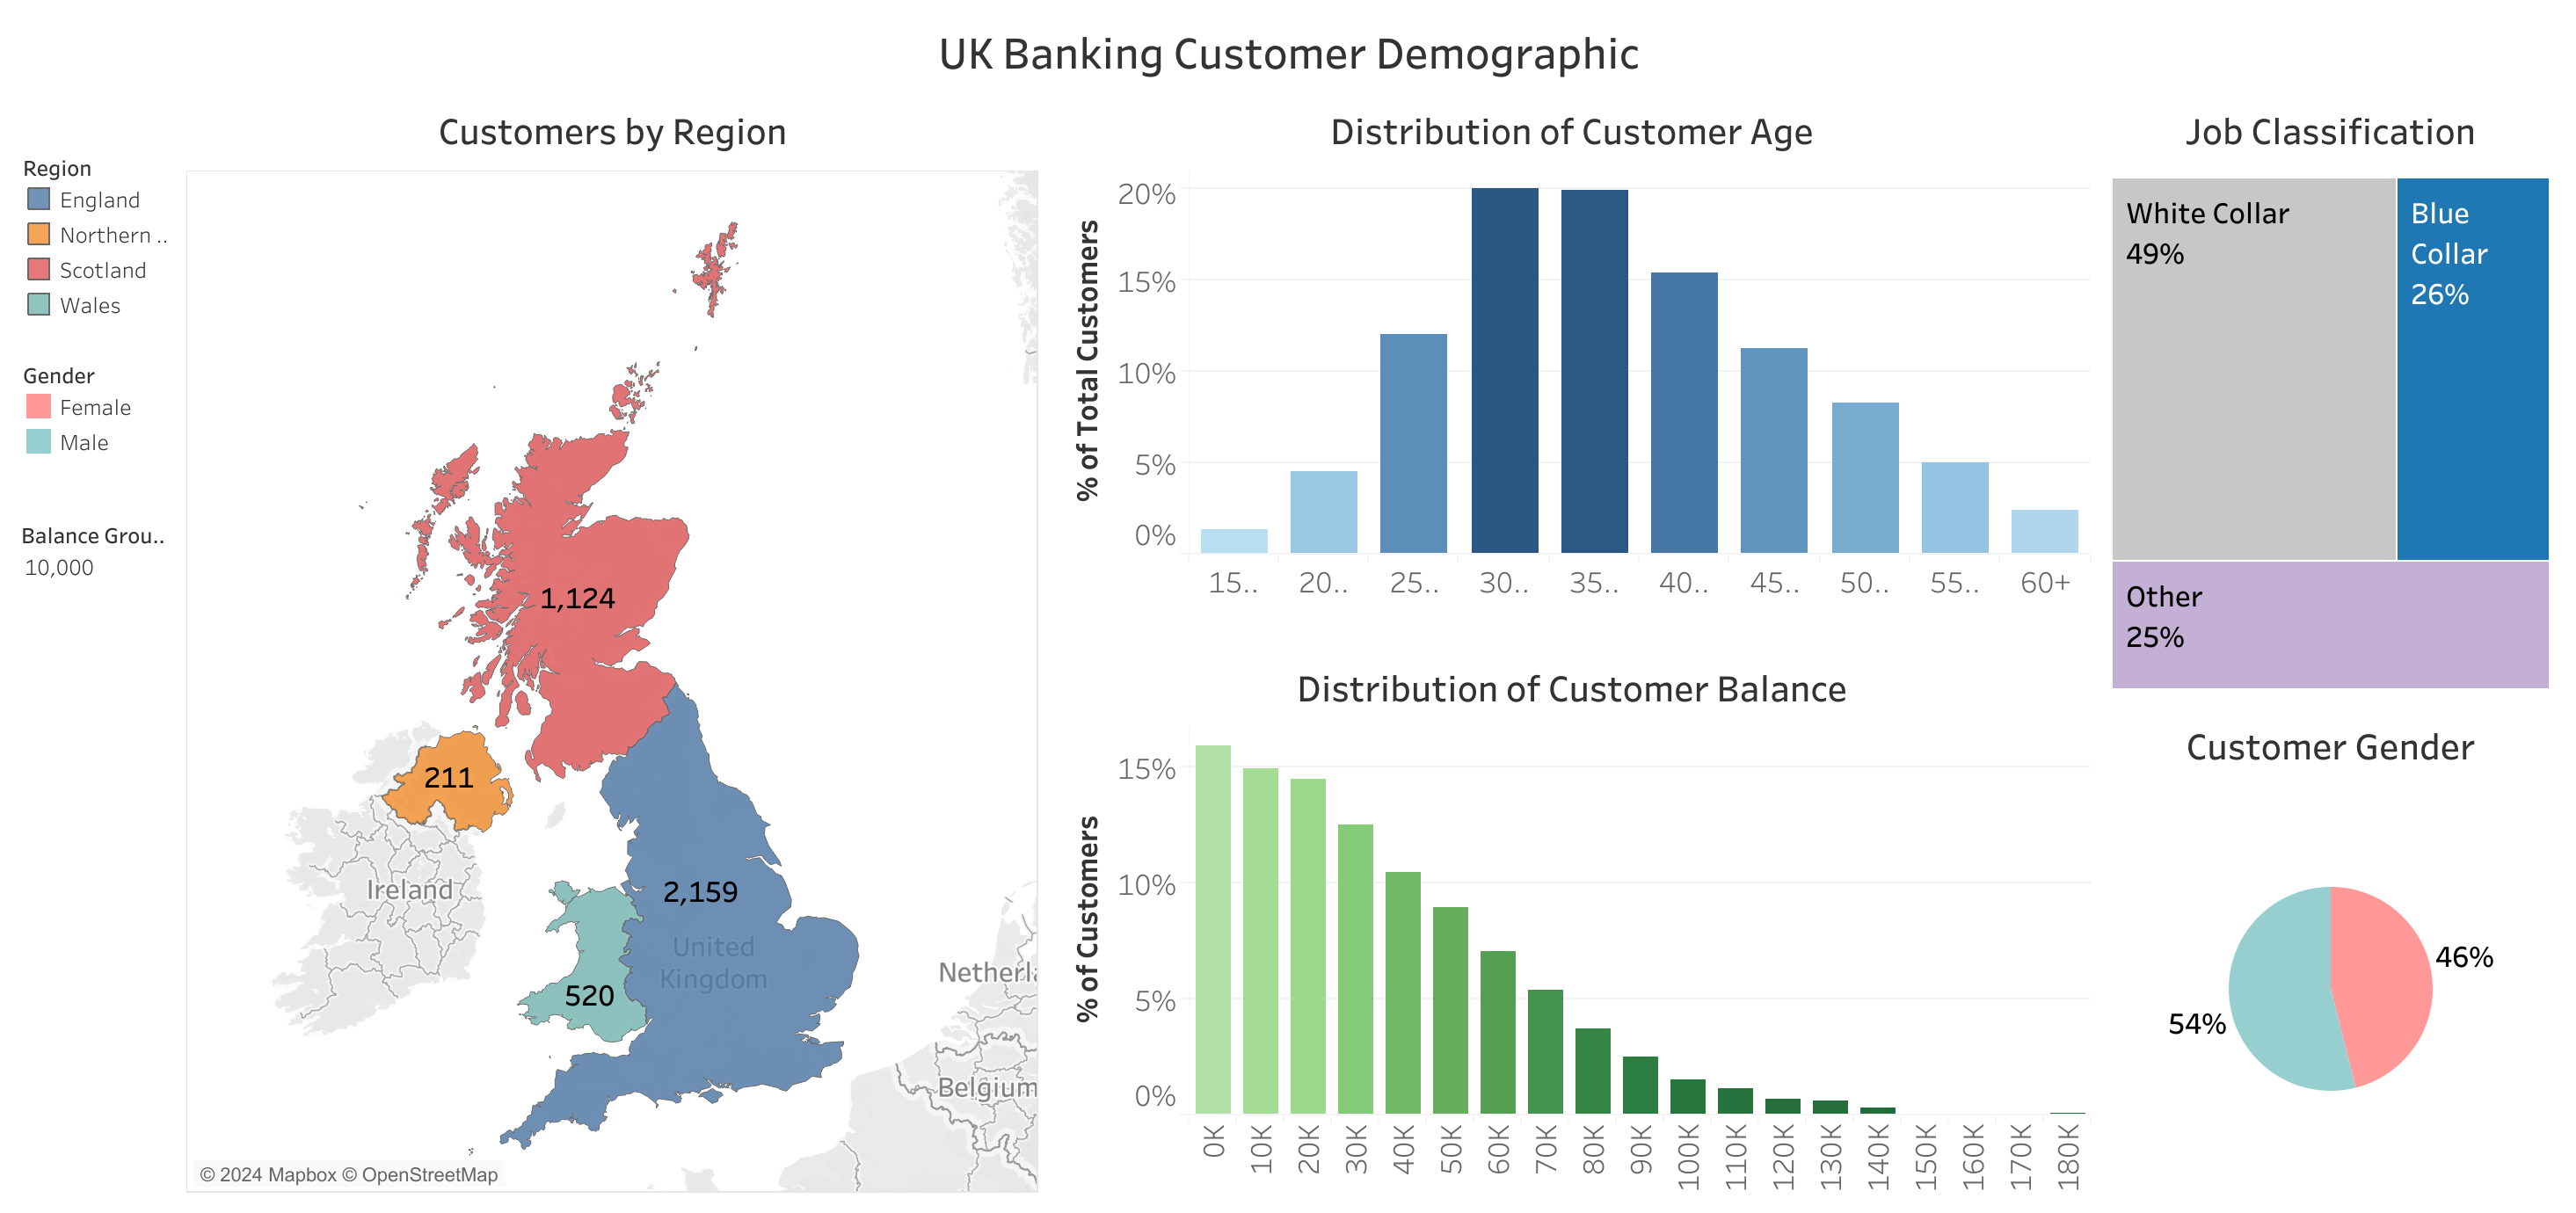 UK Banking Customer Demographic
Customers by Region
Region
England
Northern ..
Scotland
Wales
Gender
Female
Male
Balance Grou..
10,000
1,124
211
2,159
520
Ireland
United
Kingdom
Netherla
Belgium
© 2024 Mapbox © OpenStreetMap
Distribution of Customer Age
% of Total Customers
20%
15%
10%
5%
0%
15..
20..
25..
30..
35..
40..
45..
50..
55..
60+
Distribution of Customer Balance
% of Customers
15%
10%
5%
0%
0K
10K
20K
30K
40K
50K
60K
70K
80K
90K
100K
110K
120K
130K
140K
150K
160K
170K
180K
Job Classification
White Collar
49%
Blue
Collar
26%
Other
25%
Customer Gender
46%
54%